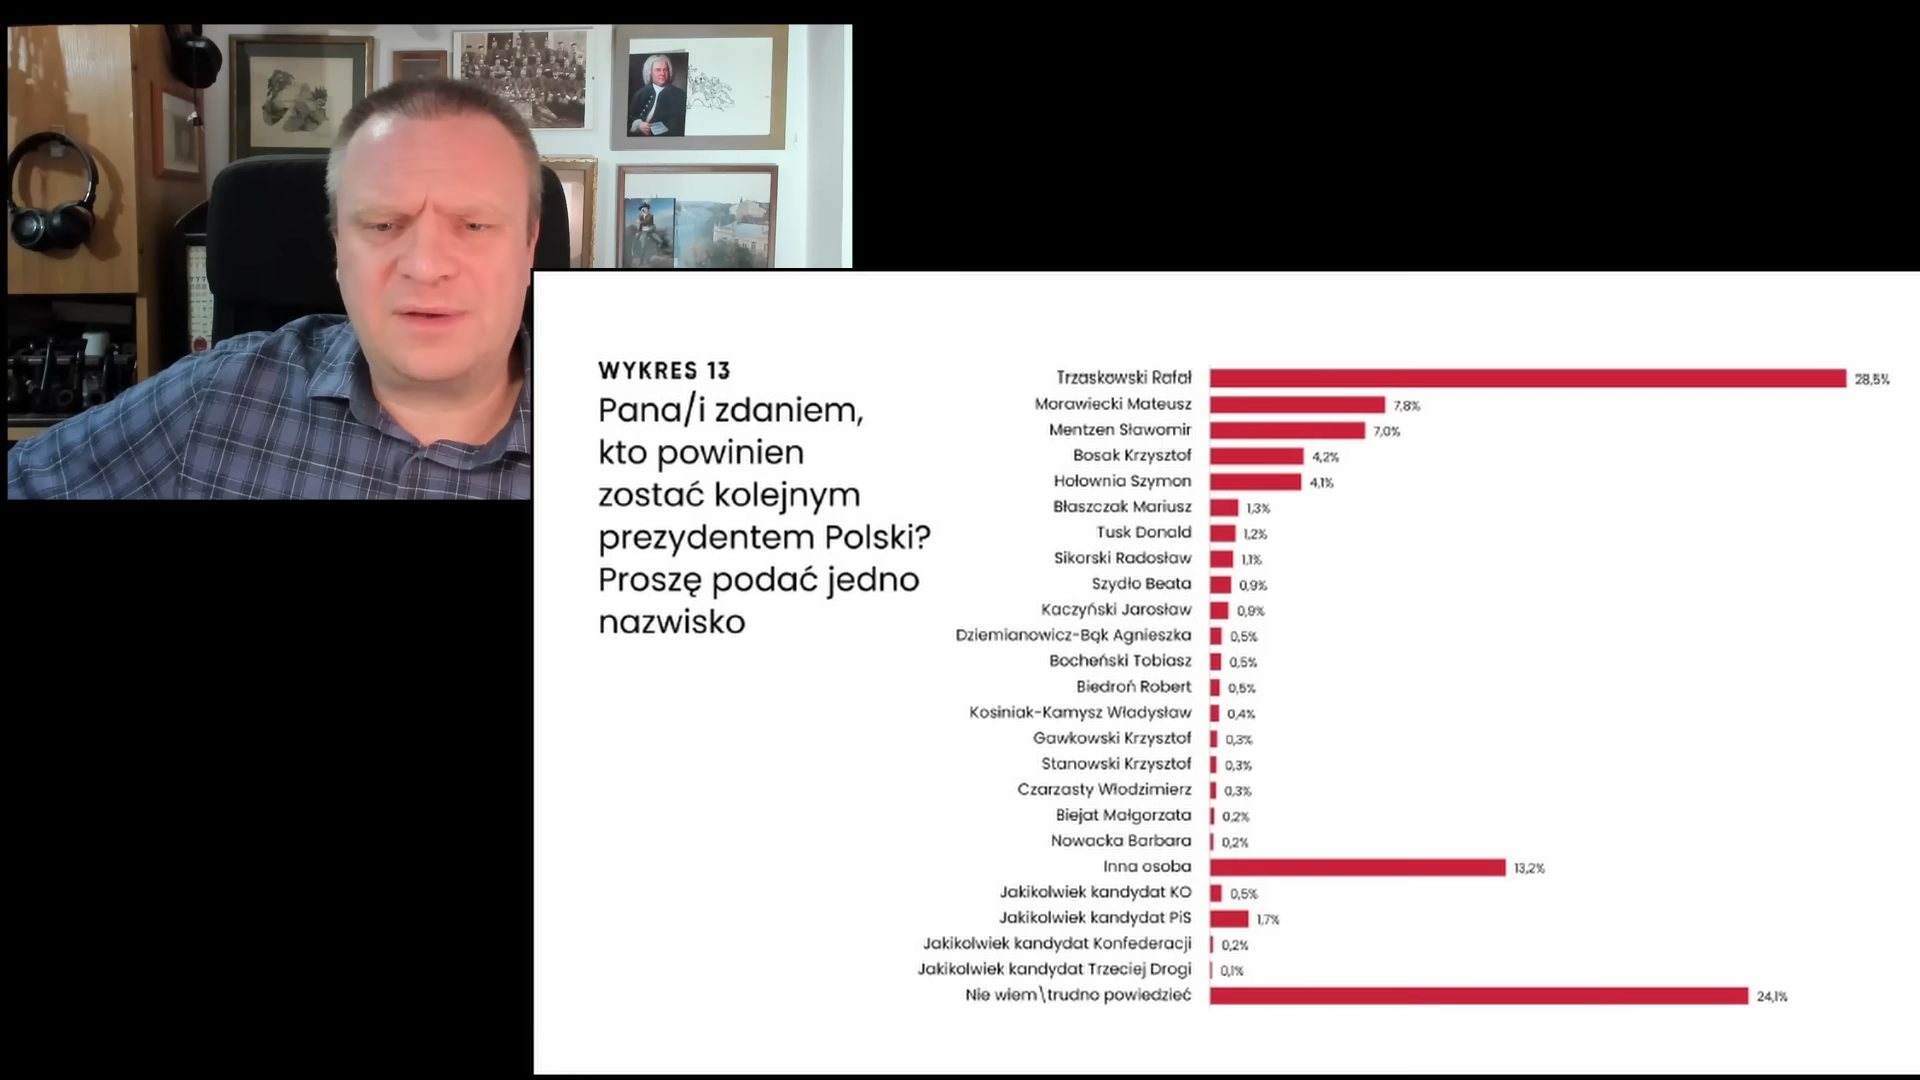 WYKRES 13
Pana/i zdaniem,
kto powinien
zostać kolejnym
prezydentem Polski?
Proszę podać jedno
nazwisko
Trzaskowski Rafał 28,5%
Morawiecki Mateusz 7,8%
Mentzen Sławomir 7,0%
Bosak Krzysztof 4,2%
Hołownia Szymon 4,1%
Błaszczak Mariusz 1,3%
Tusk Donald 1,2%
Sikorski Radosław 1,1%
Szydło Beata 0,9%
Kaczyński Jarosław 0,9%
Dziemianowicz-Bąk Agnieszka 0,5%
Bocheński Tobiasz 0,5%
Biedroń Robert 0,5%
Kosiniak-Kamysz Władysław 0,4%
Gawkowski Krzysztof 0,3%
Stanowski Krzysztof 0,3%
Czarzasty Włodzimierz 0,3%
Biejat Małgorzata 0,2%
Nowacka Barbara 0,2%
Inna osoba 13,2%
Jakikolwiek kandydat KO 0,5%
Jakikolwiek kandydat PiS 1,7%
Jakikolwiek kandydat Konfederacji 0,2%
Jakikolwiek kandydat Trzeciej Drogi 0,1%
Nie wiem\trudno powiedzieć 24,1%